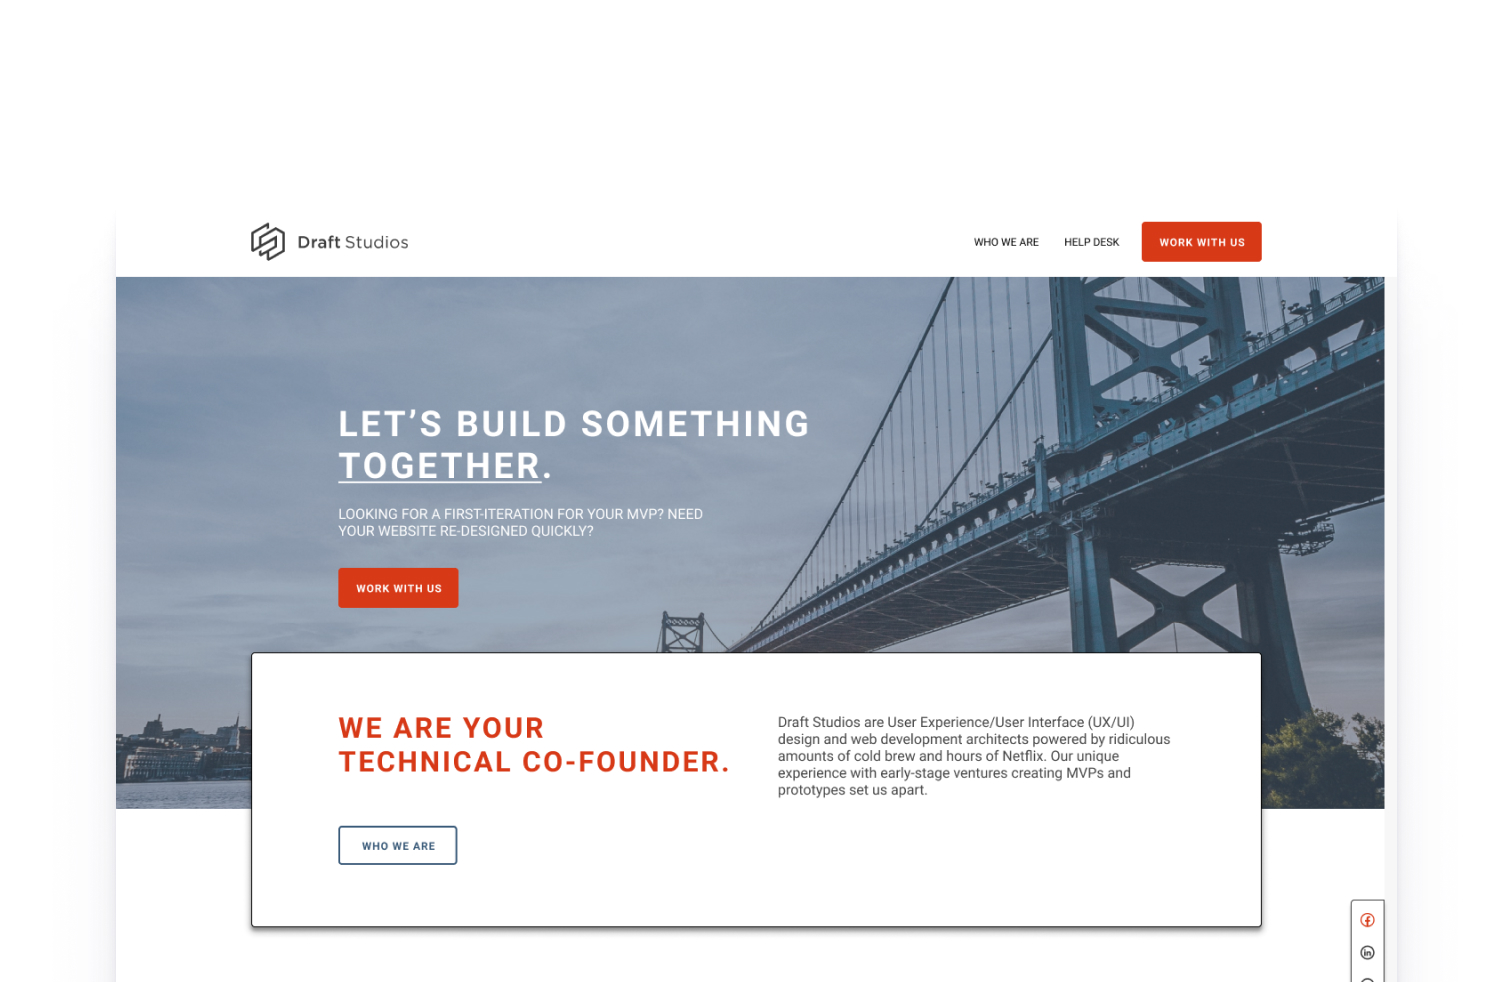 Draft Studios
WHO WE ARE
HELP DESK
WORK WITH US
LET’S BUILD SOMETHING
TOGETHER.
LOOKING FOR A FIRST-ITERATION FOR YOUR MVP? NEED
YOUR WEBSITE RE-DESIGNED QUICKLY?
WORK WITH US
WE ARE YOUR
TECHNICAL CO-FOUNDER.
Draft Studios are User Experience/User Interface (UX/UI)
design and web development architects powered by ridiculous
amounts of cold brew and hours of Netflix. Our unique
experience with early-stage ventures creating MVPs and
prototypes set us apart.
WHO WE ARE
in